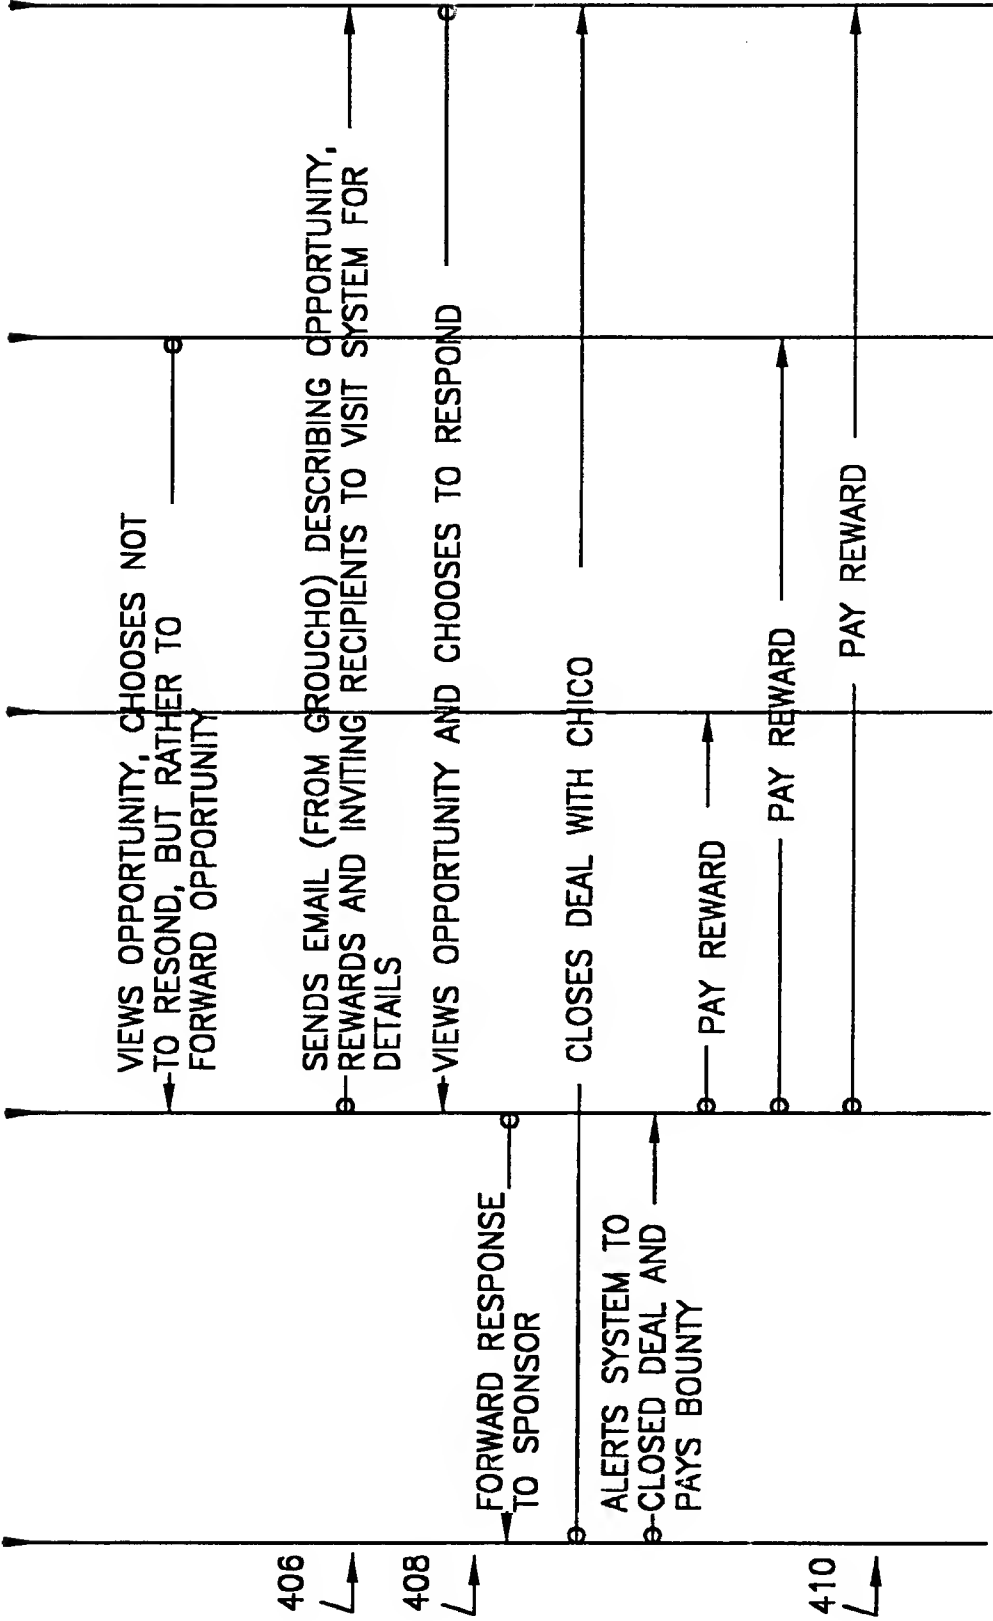 VIEWS OPPORTUNITY, CHOOSES NOT
TO RESOND, BUT RATHER TO
FORWARD OPPORTUNITY
406
SENDS EMAIL (FROM GROUCHO) DESCRIBING OPPORTUNITY,
REWARDS AND INVITING RECIPIENTS TO VISIT SYSTEM FOR
DETAILS
408
VIEWS OPPORTUNITY AND CHOOSES TO RESPOND
FORWARD RESPONSE
TO SPONSOR
CLOSES DEAL WITH CHICO
ALERTS SYSTEM TO
CLOSED DEAL AND
PAYS BOUNTY
PAY REWARD
PAY REWARD
410
PAY REWARD